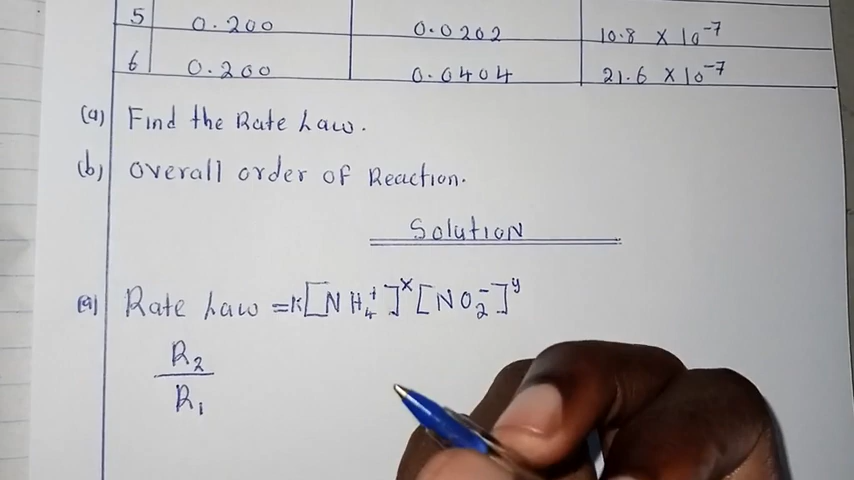 5 0.200 0.0202 10.8 X 10⁻⁷
6 0.200 0.0404 21.6 X 10⁻⁷
(a) Find the Rate Law.
(b) Overall order of Reaction.
Solution
(a) Rate Law = K[NH₄⁺]ˣ[NO₂⁻]ʸ
R₂
R₁